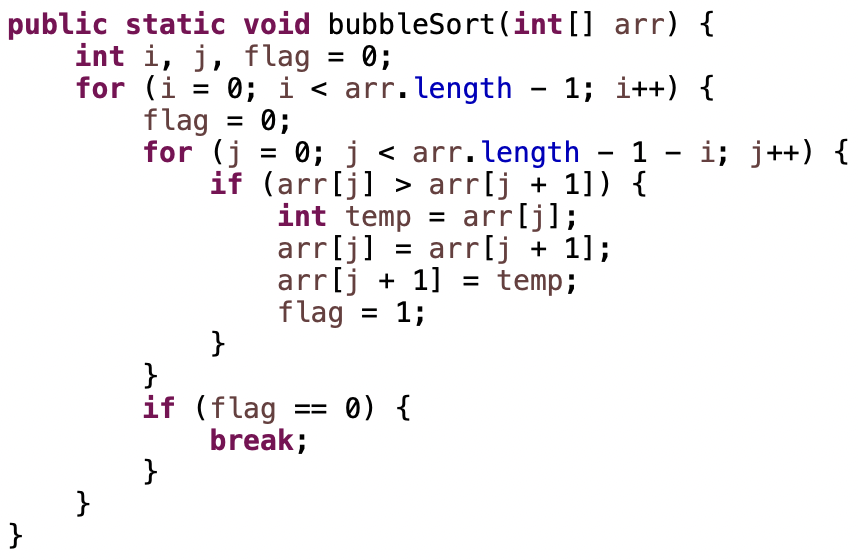 public static void bubbleSort(int[] arr) {
    int i, j, flag = 0;
    for (i = 0; i < arr.length - 1; i++) {
        flag = 0;
        for (j = 0; j < arr.length - 1 - i; j++) {
            if (arr[j] > arr[j + 1]) {
                int temp = arr[j];
                arr[j] = arr[j + 1];
                arr[j + 1] = temp;
                flag = 1;
            }
        }
        if (flag == 0) {
            break;
        }
    }
}